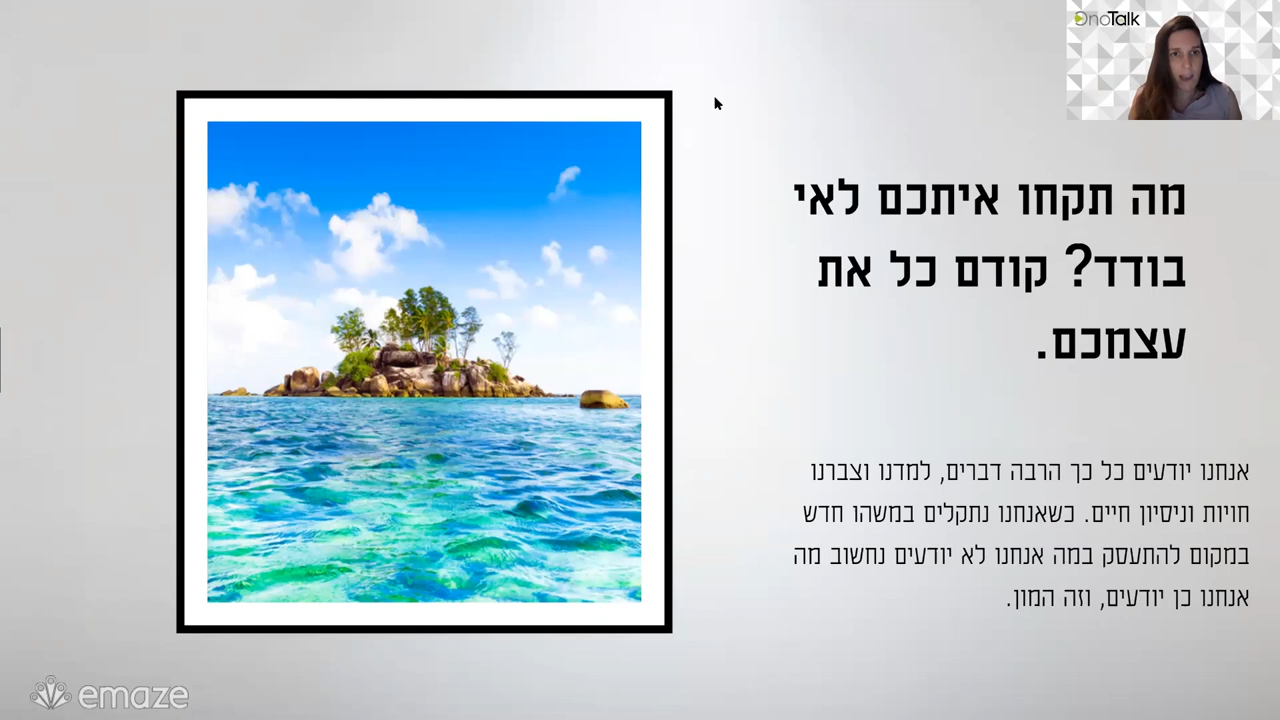 OnoTalk
מה תקחו איתכם לאי
בודד? קודם כל את
עצמכם.
אנחנו יודעים כל כך הרבה דברים, למדנו וצברנו
חויות וניסיון חיים. כשאנחנו נתקלים במשהו חדש
במקום להתעסק במה אנחנו לא יודעים נחשוב מה
אנחנו כן יודעים, וזה המון.
emaze